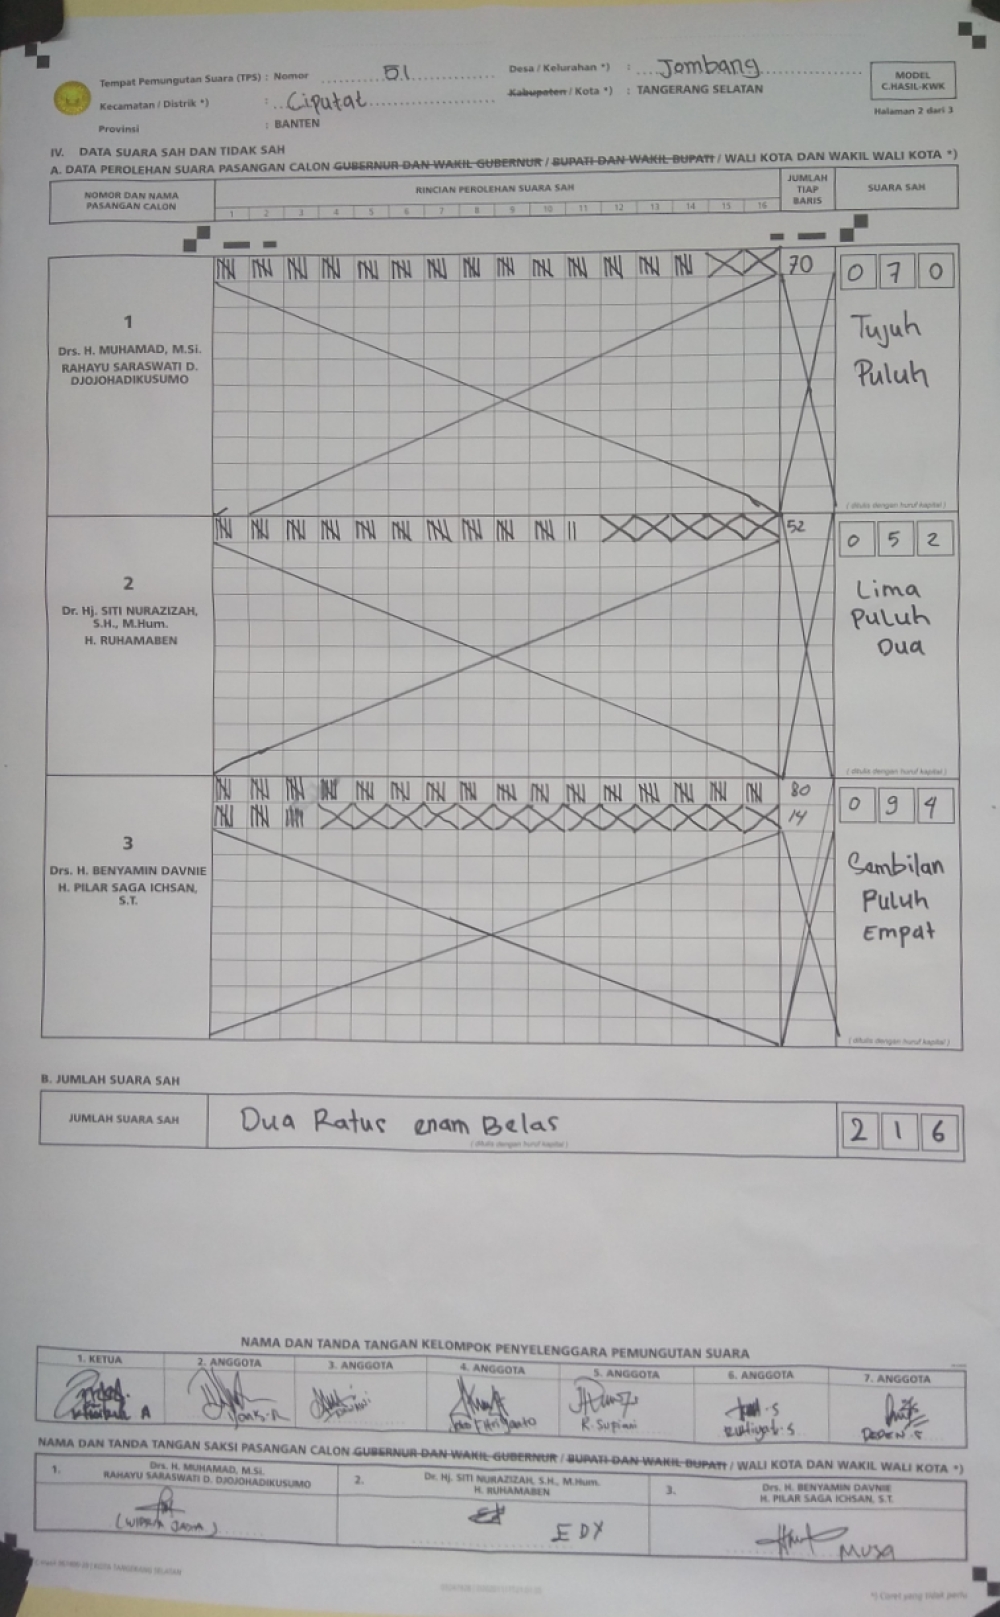 Tempat Pemungutan Suara (TPS) : Nomor 51 Desa / Kelurahan *) : Jombang
Kecamatan / Distrik *) : Ciputat Kabupaten / Kota *) : TANGERANG SELATAN
Provinsi : BANTEN
MODEL
C.HASIL-KWK
Halaman 2 dari 3
IV. DATA SUARA SAH DAN TIDAK SAH
A. DATA PEROLEHAN SUARA PASANGAN CALON GUBERNUR DAN WAKIL GUBERNUR / BUPATI DAN WAKIL BUPATI / WALI KOTA DAN WAKIL WALI KOTA *)
NOMOR DAN NAMA
PASANGAN CALON
RINCIAN PEROLEHAN SUARA SAH
1 2 3 4 5 6 7 8 9 10 11 12 13 14 15 16
JUMLAH
TIAP
BARIS
SUARA SAH
1
Drs. H. MUHAMAD, M.Si.
RAHAYU SARASWATI D.
DJOJOHADIKUSUMO
70
0 7 0
Tujuh
Puluh
(ditulis dengan huruf kapital)
2
Dr. Hj. SITI NURAZIZAH,
S.H., M.Hum.
H. RUHAMABEN
52
0 5 2
Lima
Puluh
Dua
(ditulis dengan huruf kapital)
3
Drs. H. BENYAMIN DAVNIE
H. PILAR SAGA ICHSAN,
S.T.
80
14
0 9 4
Sembilan
Puluh
Empat
(ditulis dengan huruf kapital)
B. JUMLAH SUARA SAH
JUMLAH SUARA SAH
Dua Ratus enam Belas
(ditulis dengan huruf kapital)
2 1 6
NAMA DAN TANDA TANGAN KELOMPOK PENYELENGGARA PEMUNGUTAN SUARA
1. KETUA 2. ANGGOTA 3. ANGGOTA 4. ANGGOTA 5. ANGGOTA 6. ANGGOTA 7. ANGGOTA
R. Supiani
DEDEN.S
NAMA DAN TANDA TANGAN SAKSI PASANGAN CALON GUBERNUR DAN WAKIL GUBERNUR / BUPATI DAN WAKIL BUPATI / WALI KOTA DAN WAKIL WALI KOTA *)
1. Drs. H. MUHAMAD, M.Si.
RAHAYU SARASWATI D. DJOJOHADIKUSUMO
2. Dr. Hj. SITI NURAZIZAH, S.H., M.Hum.
H. RUHAMABEN
3. Drs. H. BENYAMIN DAVNIE
H. PILAR SAGA ICHSAN, S.T.
EDY
MUSA
*) Coret yang tidak perlu